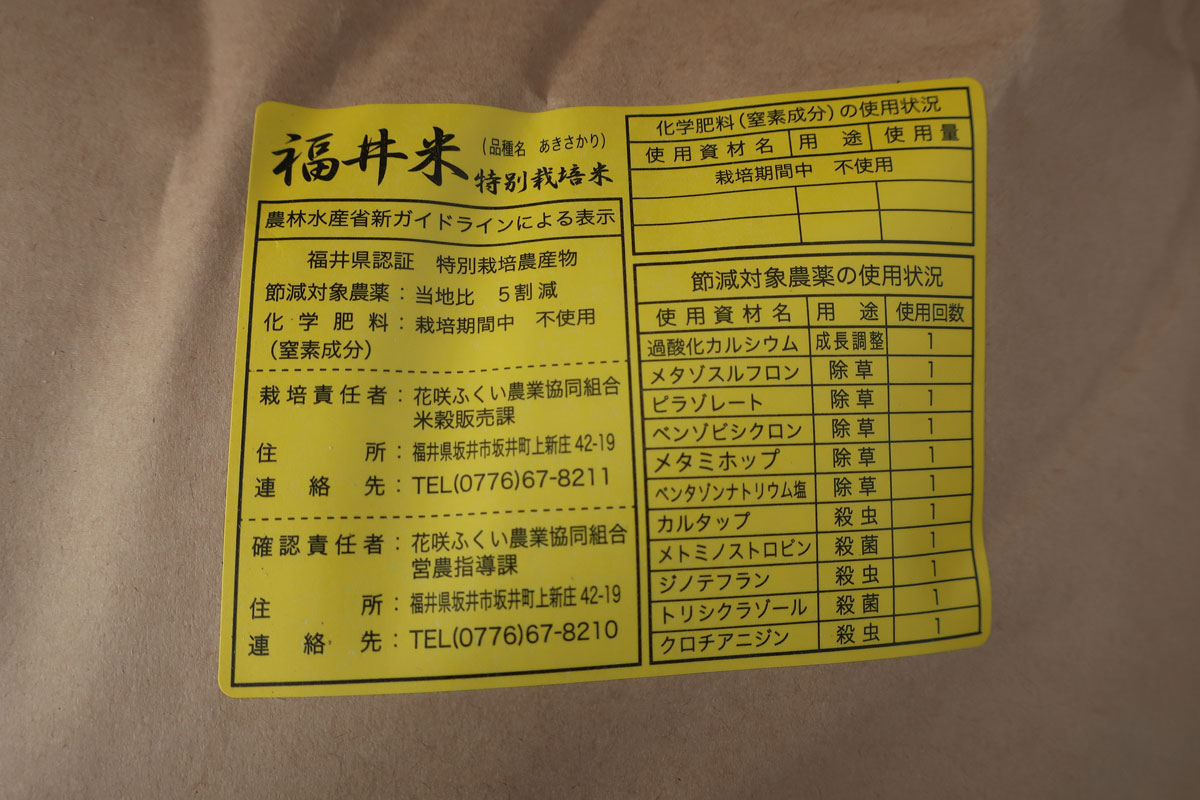 福井米 (品種名 あきさかり)
特別栽培米
農林水産省新ガイドラインによる表示
福井県認証 特別栽培農産物
節減対象農薬：当地比 5割減
化学肥料：栽培期間中 不使用
（窒素成分）
栽培責任者：花咲ふくい農業協同組合
米穀販売課
住所：福井県坂井市坂井町上新庄42-19
連絡先：TEL(0776)67-8211
確認責任者：花咲ふくい農業協同組合
営農指導課
住所：福井県坂井市坂井町上新庄42-19
連絡先：TEL(0776)67-8210
化学肥料（窒素成分）の使用状況
使用資材名 用途 使用量
栽培期間中 不使用
節減対象農薬の使用状況
使用資材名 用途 使用回数
過酸化カルシウム 成長調整 1
メタゾスルフロン 除草 1
ピラゾレート 除草 1
ベンゾビシクロン 除草 1
メタミホップ 除草 1
ベンタゾンナトリウム塩 除草 1
カルタップ 殺虫 1
メトミノストロビン 殺菌 1
ジノテフラン 殺虫 1
トリシクラゾール 殺菌 1
クロチアニジン 殺虫 1